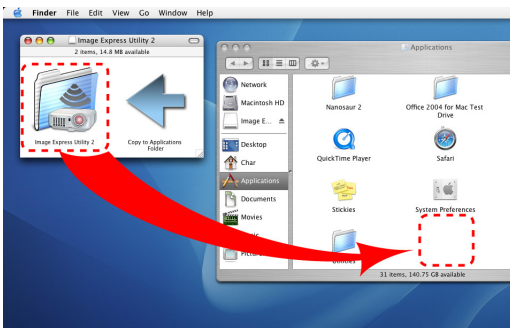 Finder File Edit View Go Window Help
Image Express Utility 2
2 items, 14.8 MB available
Image Express Utility 2
Copy to Applications
Folder
Applications
Network
Macintosh HD
Image E...
Desktop
Char
Applications
Documents
Movies
Nanosaur 2
Office 2004 for Mac Test
Drive
QuickTime Player
Safari
Stickies
System Preferences
31 items, 140.75 GB available